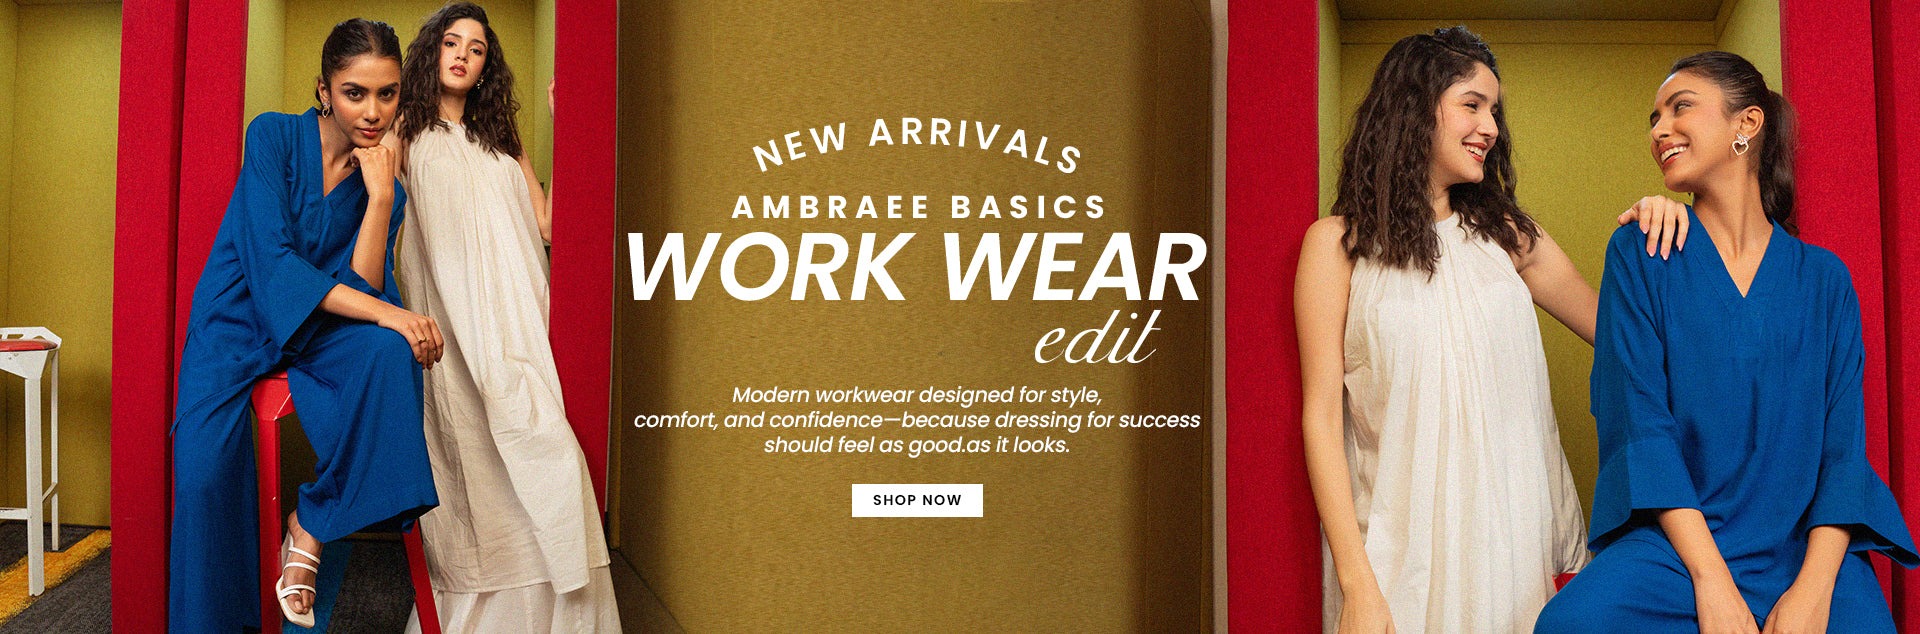 NEW ARRIVALS
AMBRAEE BASICS
WORK WEAR
edit
Modern workwear designed for style,
comfort, and confidence—because dressing for success
should feel as good.as it looks.
SHOP NOW